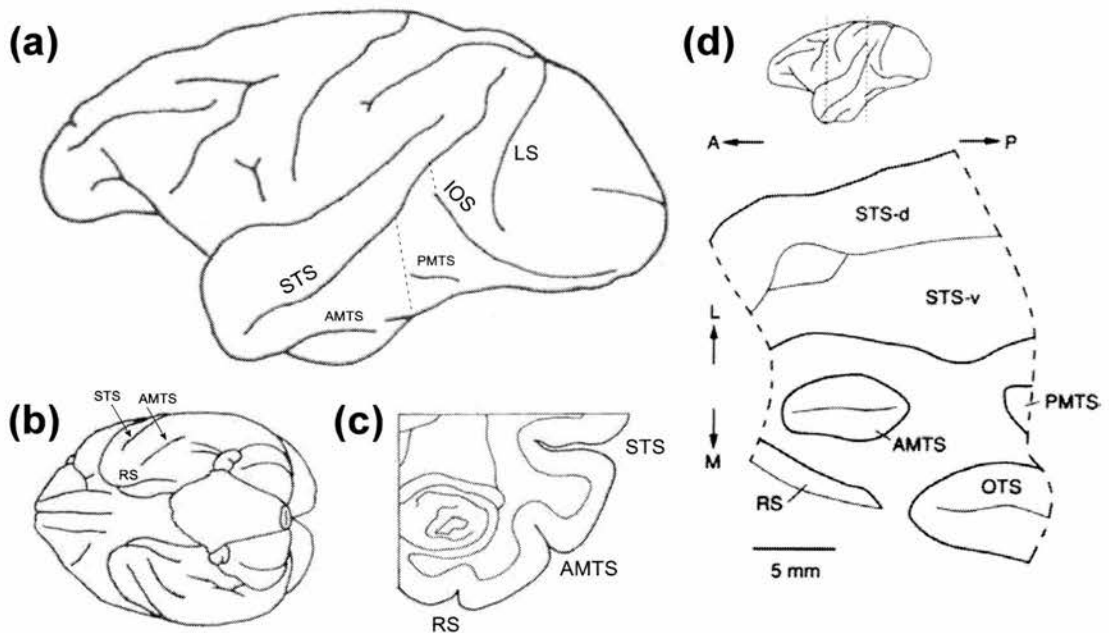 (a)
LS
IOS
PMTS
STS
AMTS
(b)
STS
AMTS
RS
(c)
STS
AMTS
RS
(d)
A
P
STS-d
STS-v
L
M
PMTS
AMTS
RS
OTS
5 mm